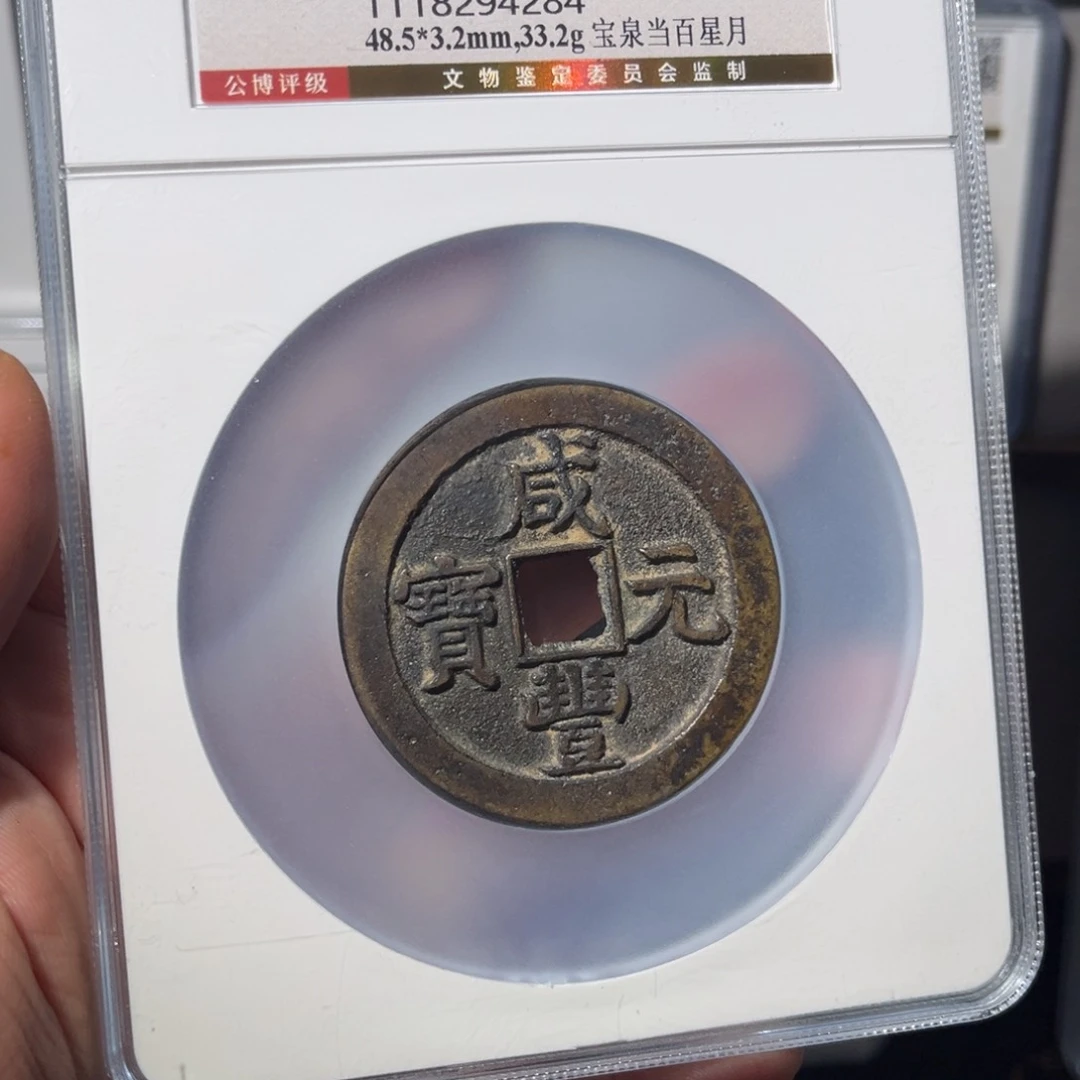 1118294284
48.5*3.2mm,33.2g 宝泉当百星月
公博评级 文物鉴定委员会监制
咸
寶 元
豐